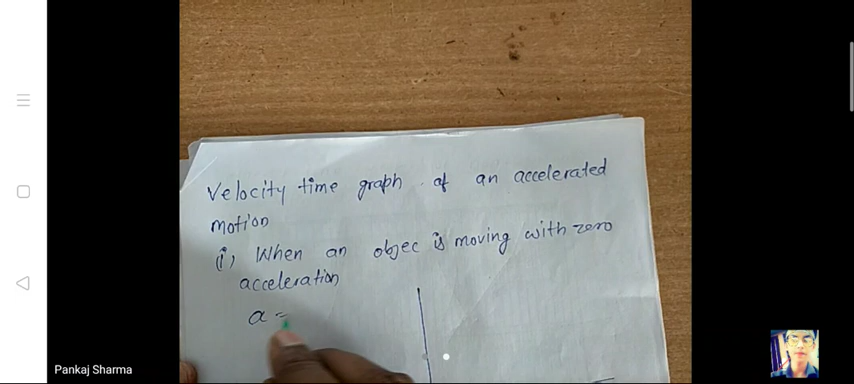 Velocity time graph of an accelerated
motion
(i) When an objec is moving with zero
acceleration
a =
Pankaj Sharma